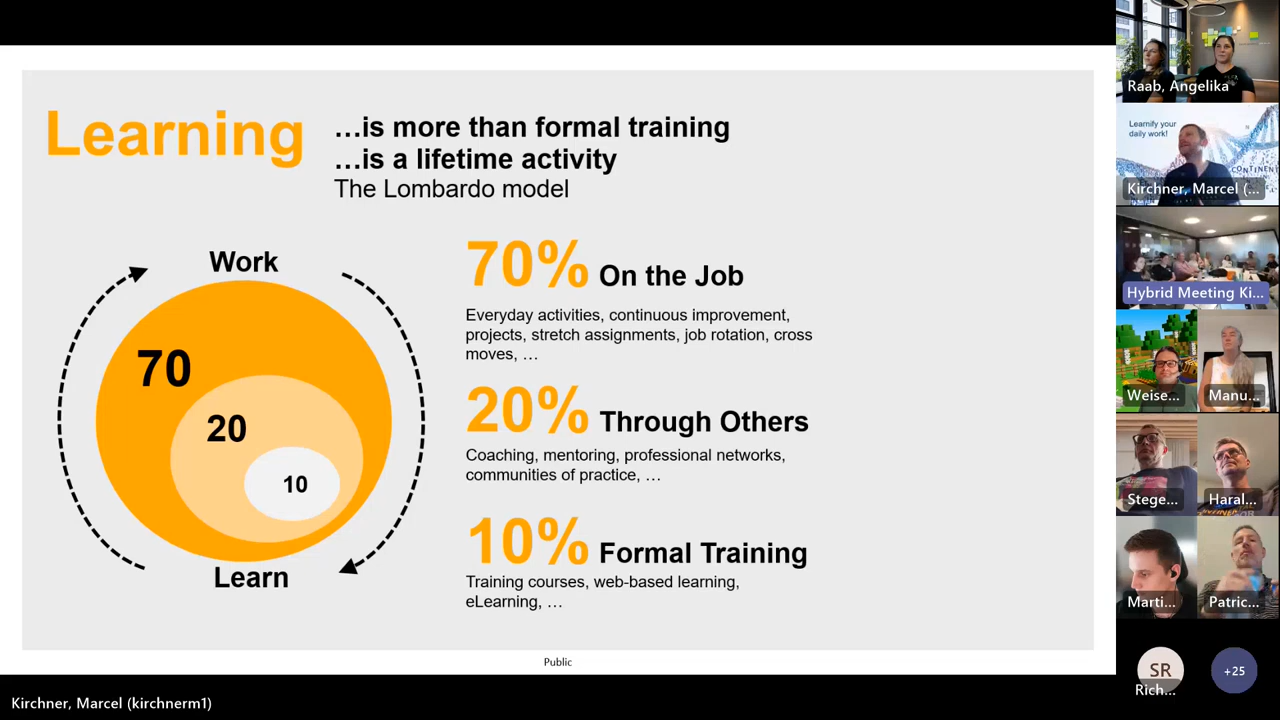 Learning
…is more than formal training
…is a lifetime activity
The Lombardo model
Work
70
20
10
Learn
70% On the Job
Everyday activities, continuous improvement,
projects, stretch assignments, job rotation, cross
moves, …
20% Through Others
Coaching, mentoring, professional networks,
communities of practice, …
10% Formal Training
Training courses, web-based learning,
eLearning, …
Public
Kirchner, Marcel (kirchnerm1)
Raab, Angelika
Learnify your
daily work!
Kirchner, Marcel (...
Hybrid Meeting Ki...
Weise...
Manu...
Stege...
Haral...
Marti...
Patric...
SR
Rich...
+25